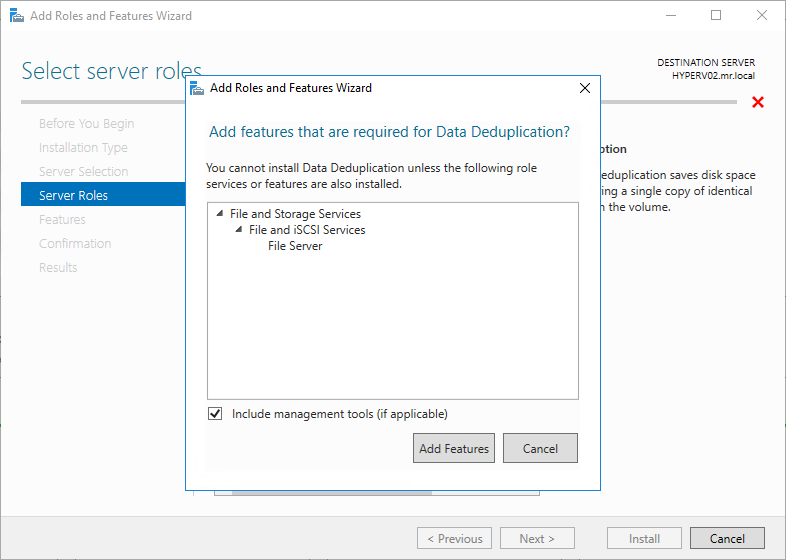 Add Roles and Features Wizard
Select server roles
DESTINATION SERVER
HYPERV02.mr.local
Before You Begin
Installation Type
Server Selection
Server Roles
Features
Confirmation
Results
Add Roles and Features Wizard
Add features that are required for Data Deduplication?
You cannot install Data Deduplication unless the following role
services or features are also installed.
File and Storage Services
File and iSCSI Services
File Server
Include management tools (if applicable)
Add Features
Cancel
ption
eduplication saves disk space
ing a single copy of identical
n the volume.
< Previous
Next >
Install
Cancel